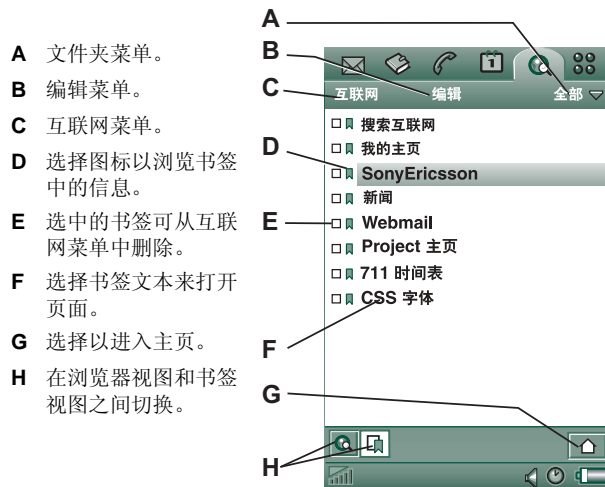 A 文件夹菜单。
B 编辑菜单。
C 互联网菜单。
D 选择图标以浏览书签
中的信息。
E 选中的书签可从互联
网菜单中删除。
F 选择书签文本来打开
页面。
G 选择以进入主页。
H 在浏览器视图和书签
视图之间切换。
A
B
C
D
E
F
G
H
1
互联网 编辑 全部
搜索互联网
我的主页
SonyEricsson
新闻
Webmail
Project 主页
711 时间表
CSS 字体